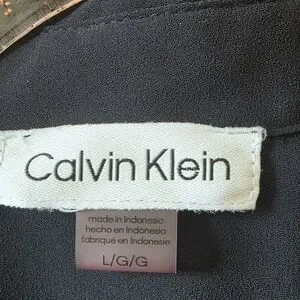 Calvin Klein
made in Indonesia
hecho en Indonesia
fabriqué en Indonesie
L/G/G